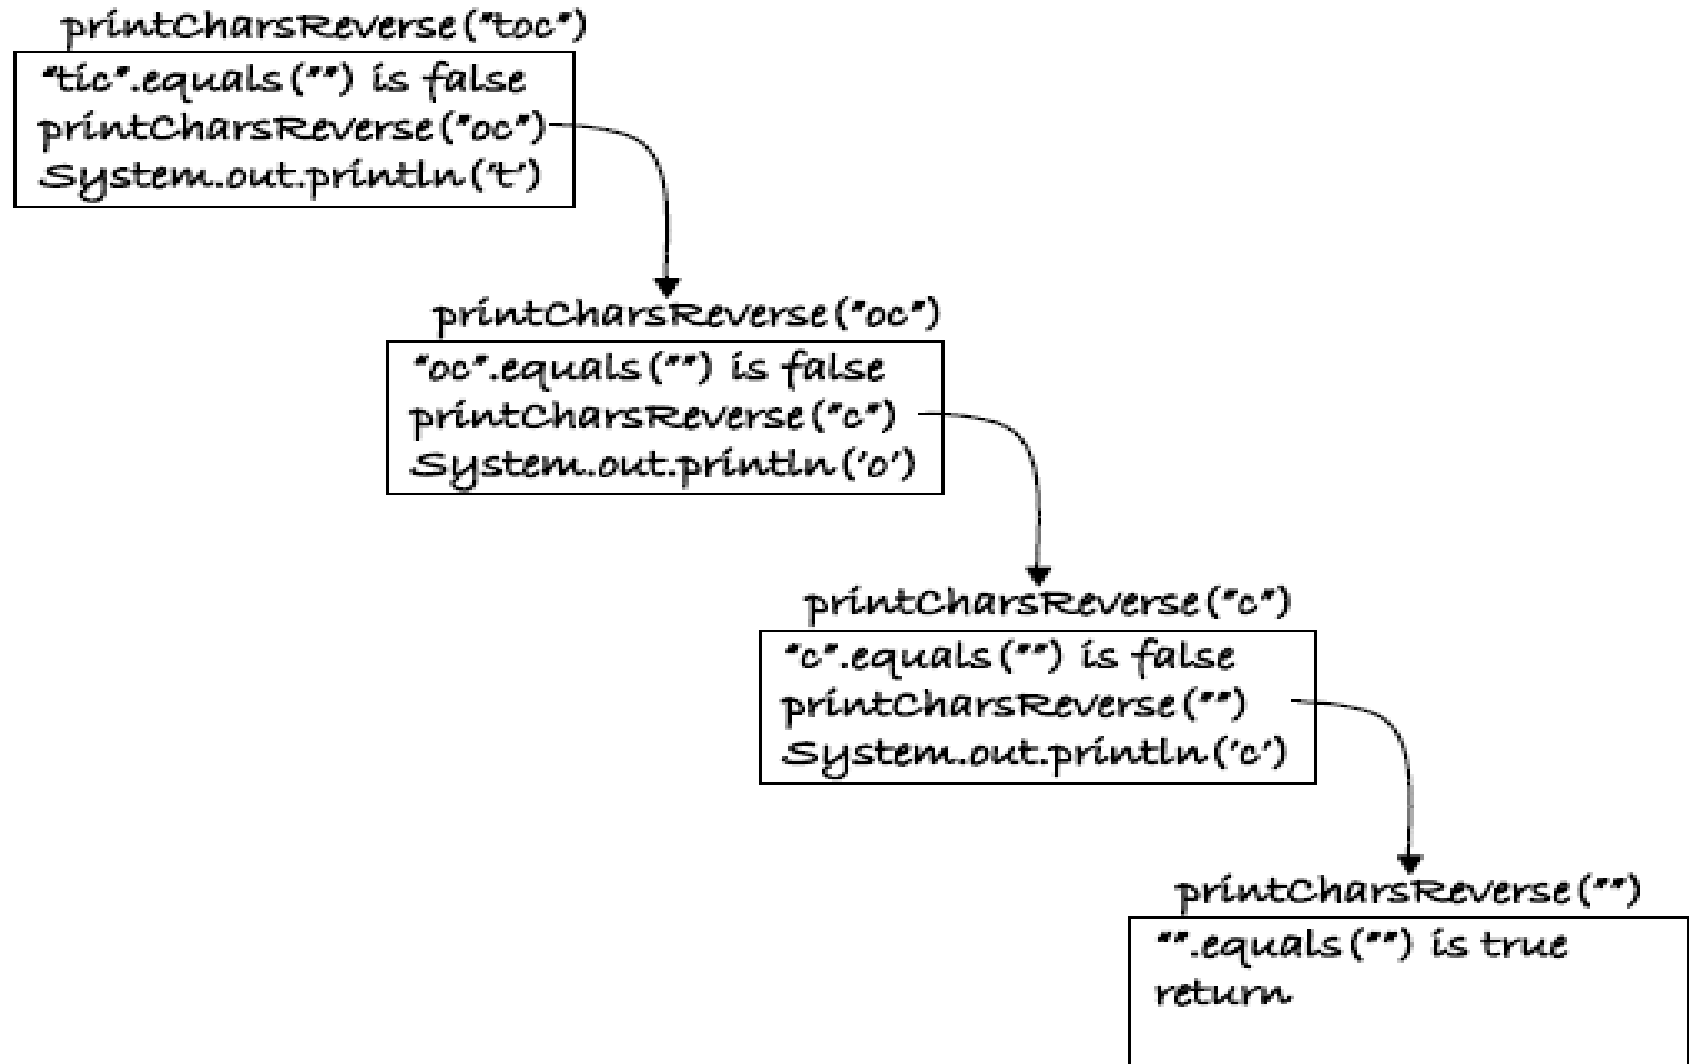 printCharsReverse("toc")
"tic".equals("") is false
printCharsReverse("oc")
System.out.println('t')
printCharsReverse("oc")
"oc".equals("") is false
printCharsReverse("c")
System.out.println('o')
printCharsReverse("c")
"c".equals("") is false
printCharsReverse("")
System.out.println('c')
printCharsReverse("")
"".equals("") is true
return